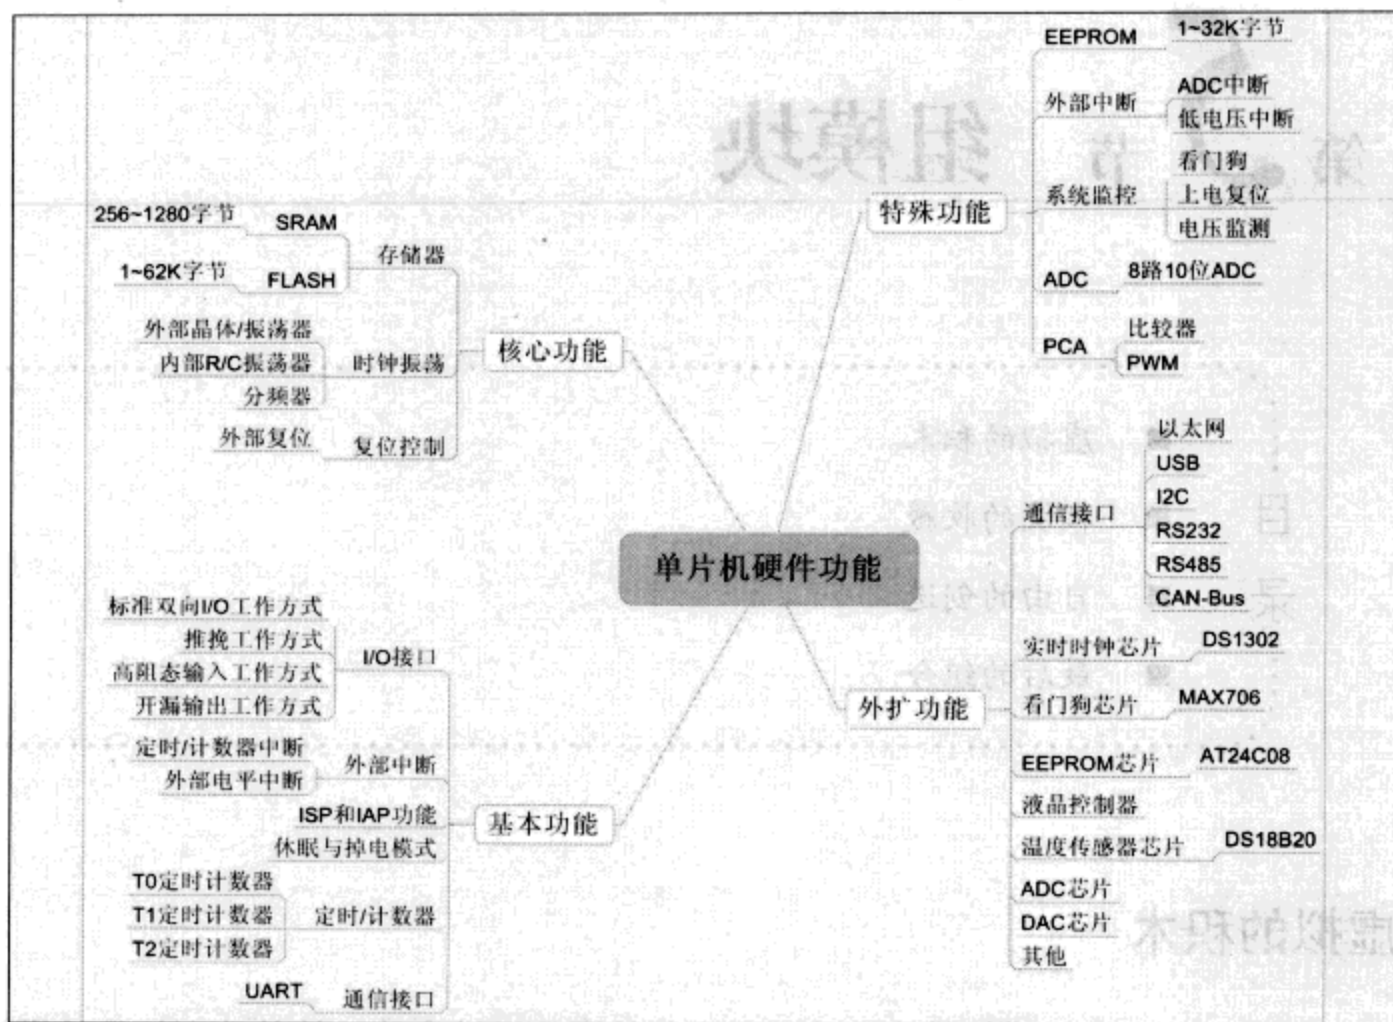 单片机硬件功能
核心功能
存储器
SRAM
256~1280字节
FLASH
1~62K字节
时钟振荡
外部晶体/振荡器
内部R/C振荡器
分频器
复位控制
外部复位
基本功能
I/O接口
标准双向I/O工作方式
推挽工作方式
高阻态输入工作方式
开漏输出工作方式
外部中断
定时/计数器中断
外部电平中断
ISP和IAP功能
休眠与掉电模式
定时/计数器
T0定时计数器
T1定时计数器
T2定时计数器
通信接口
UART
特殊功能
EEPROM
1~32K字节
外部中断
ADC中断
低电压中断
系统监控
看门狗
上电复位
电压监测
ADC
8路10位ADC
PCA
比较器
PWM
外扩功能
通信接口
以太网
USB
I2C
RS232
RS485
CAN-Bus
实时时钟芯片
DS1302
看门狗芯片
MAX706
EEPROM芯片
AT24C08
液晶控制器
温度传感器芯片
DS18B20
ADC芯片
DAC芯片
其他
组模块
第
节
目
录
虚拟的积木